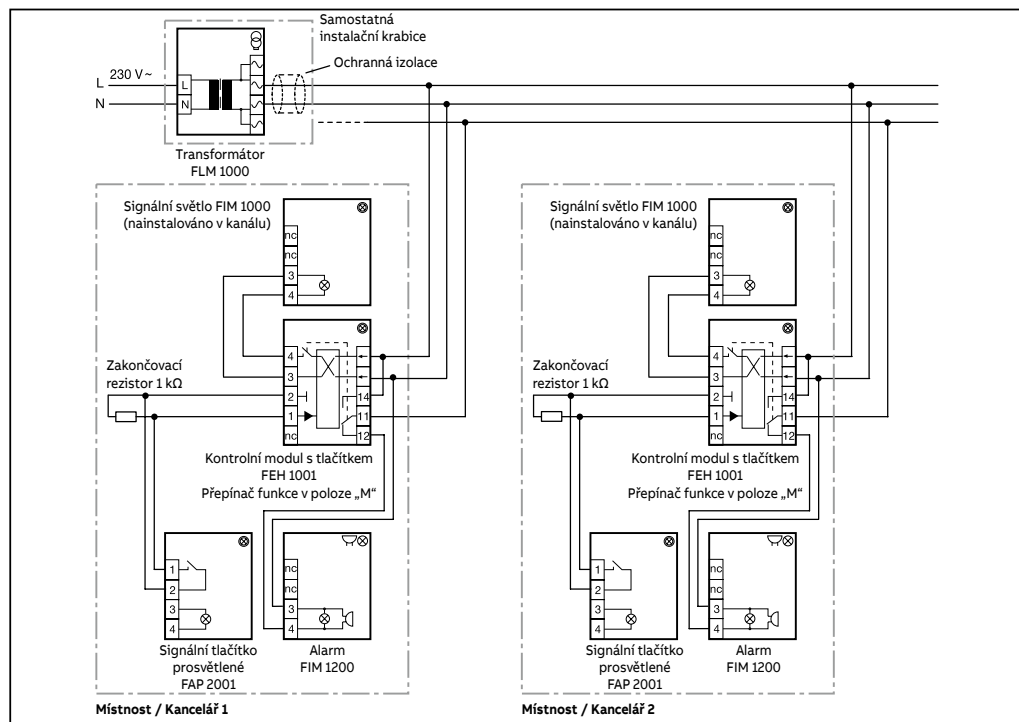 Samostatná
instalační krabice
Ochranná izolace
L 230 V~
N
L
N
Transformátor
FLM 1000
Signální světlo FIM 1000
(nainstalováno v kanálu)
nc
nc
3
4
4
3
2
1
nc
14
11
12
Zakončovací
rezistor 1 kΩ
Kontrolní modul s tlačítkem
FEH 1001
Přepínač funkce v poloze „M“
1
2
3
4
nc
nc
3
4
Signální tlačítko
prosvětlené
FAP 2001
Alarm
FIM 1200
Místnost / Kancelář 1
Signální světlo FIM 1000
(nainstalováno v kanálu)
nc
nc
3
4
4
3
2
1
nc
14
11
12
Zakončovací
rezistor 1 kΩ
Kontrolní modul s tlačítkem
FEH 1001
Přepínač funkce v poloze „M“
1
2
3
4
nc
nc
3
4
Signální tlačítko
prosvětlené
FAP 2001
Alarm
FIM 1200
Místnost / Kancelář 2